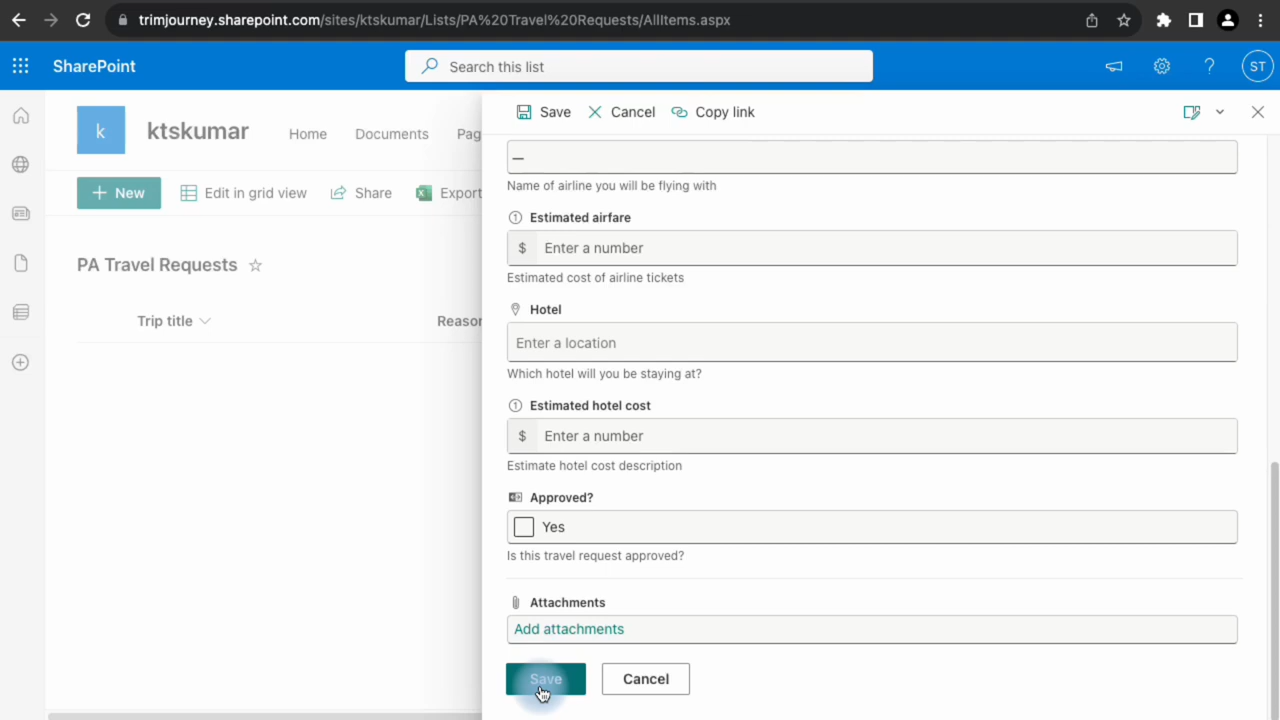 trimjourney.sharepoint.com/sites/ktskumar/Lists/PA%20Travel%20Requests/AllItems.aspx
SharePoint
Search this list
ST
k
ktskumar
Home
Documents
Pag
Save
Cancel
Copy link
New
Edit in grid view
Share
Export
—
Name of airline you will be flying with
Estimated airfare
$ Enter a number
Estimated cost of airline tickets
PA Travel Requests
Trip title
Reason
Hotel
Enter a location
Which hotel will you be staying at?
Estimated hotel cost
$ Enter a number
Estimate hotel cost description
Approved?
Yes
Is this travel request approved?
Attachments
Add attachments
Save
Cancel